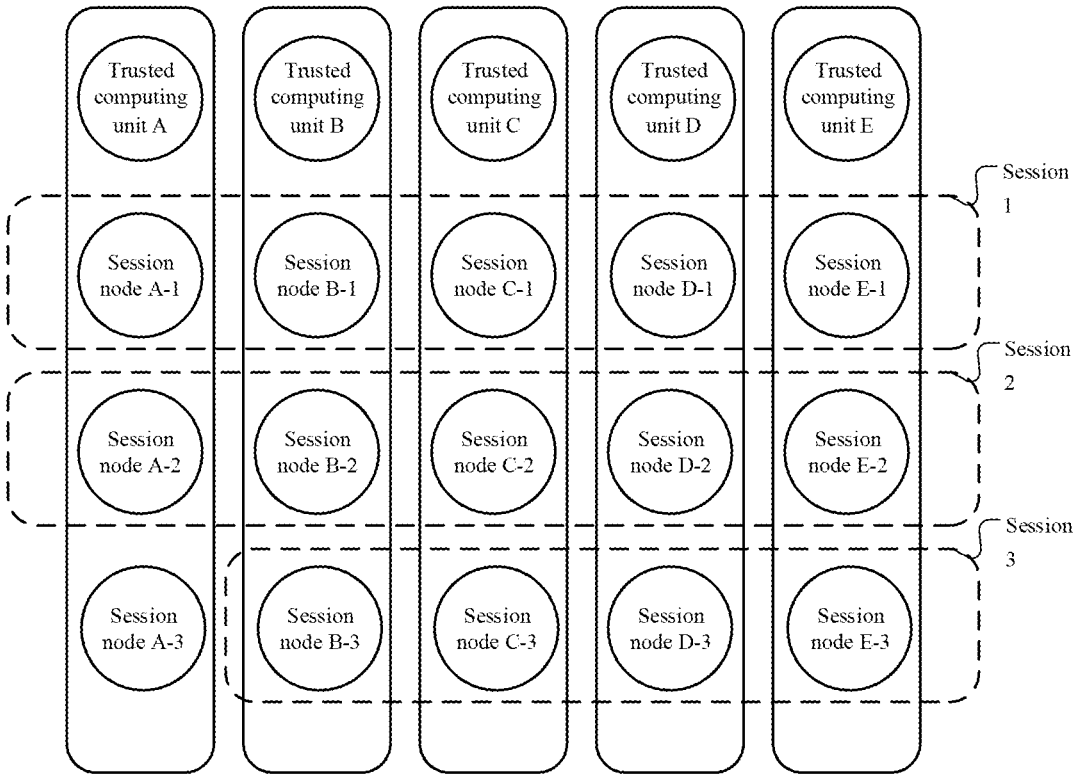 Trusted
computing
unit A
Trusted
computing
unit B
Trusted
computing
unit C
Trusted
computing
unit D
Trusted
computing
unit E
Session
1
Session
node A-1
Session
node B-1
Session
node C-1
Session
node D-1
Session
node E-1
Session
2
Session
node A-2
Session
node B-2
Session
node C-2
Session
node D-2
Session
node E-2
Session
3
Session
node A-3
Session
node B-3
Session
node C-3
Session
node D-3
Session
node E-3